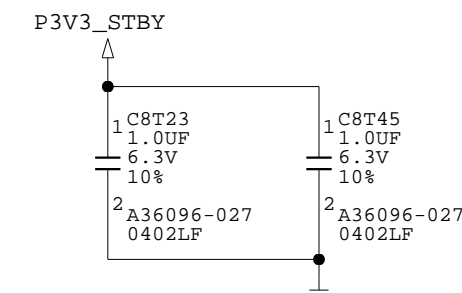 P3V3_STBY
1 C8T23
1.0UF
6.3V
10%
2 A36096-027
0402LF
1 C8T45
1.0UF
6.3V
10%
2 A36096-027
0402LF